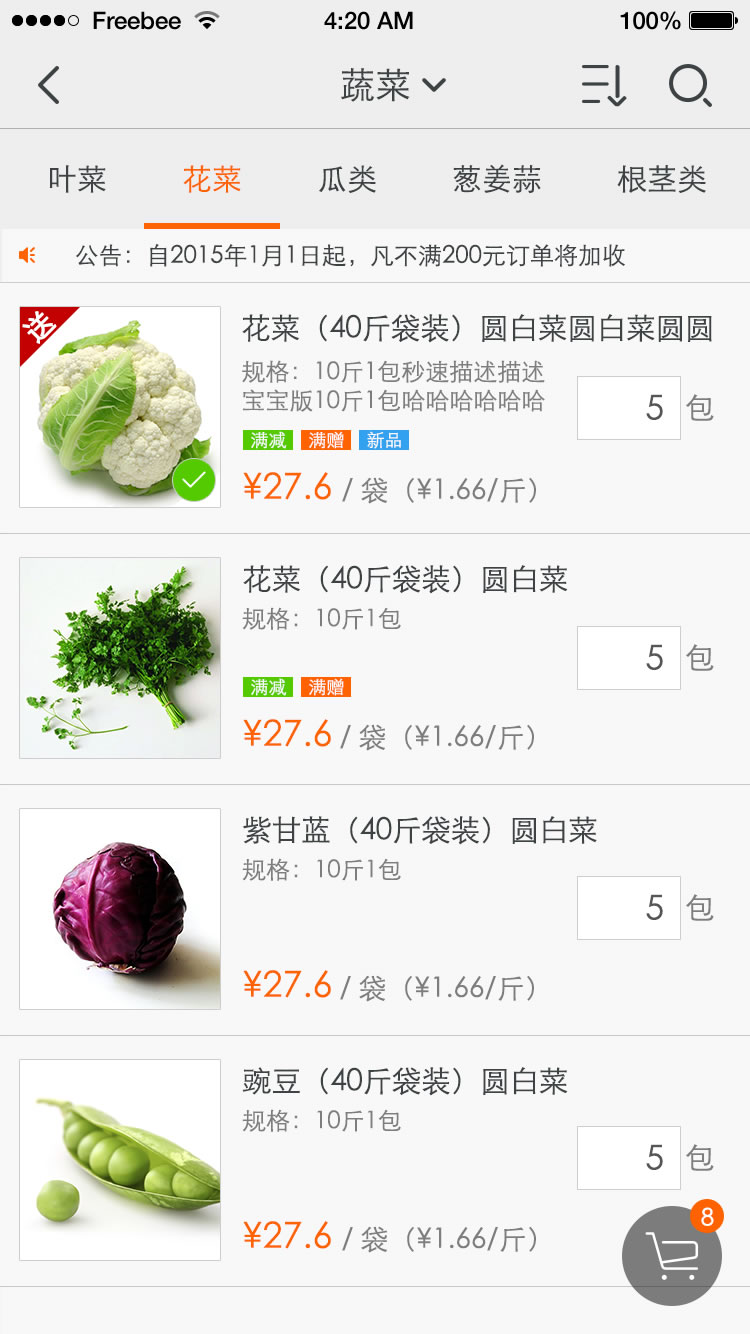 Freebee 4:20 AM 100%
蔬菜
叶菜 花菜 瓜类 葱姜蒜 根茎类
公告：自2015年1月1日起，凡不满200元订单将加收
送
花菜（40斤袋装）圆白菜圆白菜圆圆
规格：10斤1包秒速描述描述
宝宝版10斤1包哈哈哈哈哈哈
5 包
满减 满赠 新品
¥27.6 / 袋（¥1.66/斤）
花菜（40斤袋装）圆白菜
规格：10斤1包
5 包
满减 满赠
¥27.6 / 袋（¥1.66/斤）
紫甘蓝（40斤袋装）圆白菜
规格：10斤1包
5 包
¥27.6 / 袋（¥1.66/斤）
豌豆（40斤袋装）圆白菜
规格：10斤1包
5 包
¥27.6 / 袋（¥1.66/斤）
8